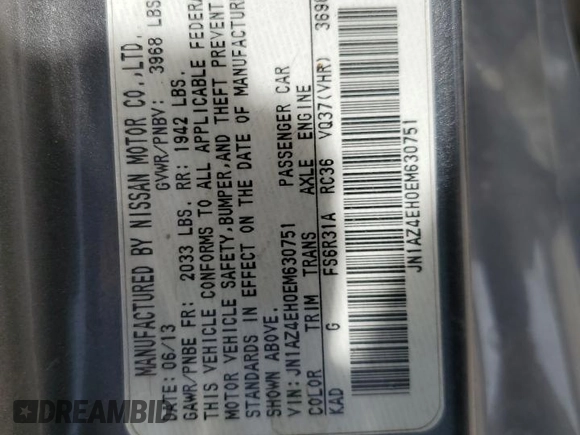 MANUFACTURED BY NISSAN MOTOR CO.,LTD.
DATE: 06/13 GVWR/PNBV: 3968 LBS
GAWR/PNBE FR: 2033 LBS. RR: 1942 LBS.
THIS VEHICLE CONFORMS TO ALL APPLICABLE FEDERA
MOTOR VEHICLE SAFETY,BUMPER,AND THEFT PREVENT
STANDARDS IN EFFECT ON THE DATE OF MANUFACTUR
SHOWN ABOVE.
VIN:JN1AZ4EH0EM630751 PASSENGER CAR
COLOR TRIM TRANS AXLE ENGINE
KAD G FS6R31A RC36 VQ37(VHR) 369
JN1AZ4EH0EM630751
DREAMBID